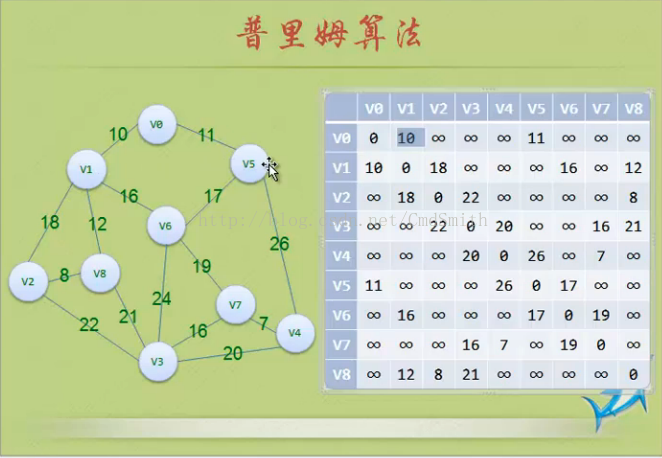 普里姆算法
V0
10
11
V1
V5
16
17
18
12
V6
26
19
V2
8
V8
24
V7
22
21
16
7
V4
V3
20
V0 V1 V2 V3 V4 V5 V6 V7 V8
V0 0 10 ∞ ∞ ∞ 11 ∞ ∞ ∞
V1 10 0 18 ∞ ∞ ∞ 16 ∞ 12
V2 ∞ 18 0 22 ∞ ∞ ∞ ∞ 8
V3 ∞ ∞ 22 0 20 ∞ ∞ 16 21
V4 ∞ ∞ ∞ 20 0 26 ∞ 7 ∞
V5 11 ∞ ∞ ∞ 26 0 17 ∞ ∞
V6 ∞ 16 ∞ ∞ ∞ 17 0 19 ∞
V7 ∞ ∞ ∞ 16 7 ∞ 19 0 ∞
V8 ∞ 12 8 21 ∞ ∞ ∞ ∞ 0
http://blog.csdn.net/CmdSmith